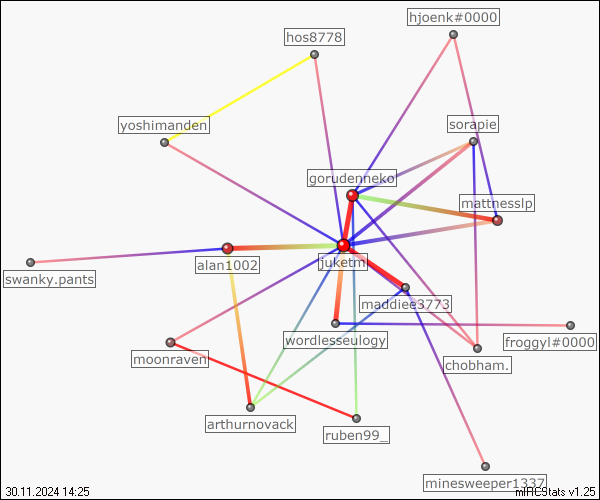 hjoenk#0000
hos8778
yoshimanden
sorapie
gorudenneko
mattnesslp
juketm
alan1002
swanky.pants
maddiee3773
wordlesseulogy
froggyl#0000
moonraven
chobham.
arthurnovack
ruben99_
minesweeper1337
30.11.2024 14:25
mIRCStats v1.25